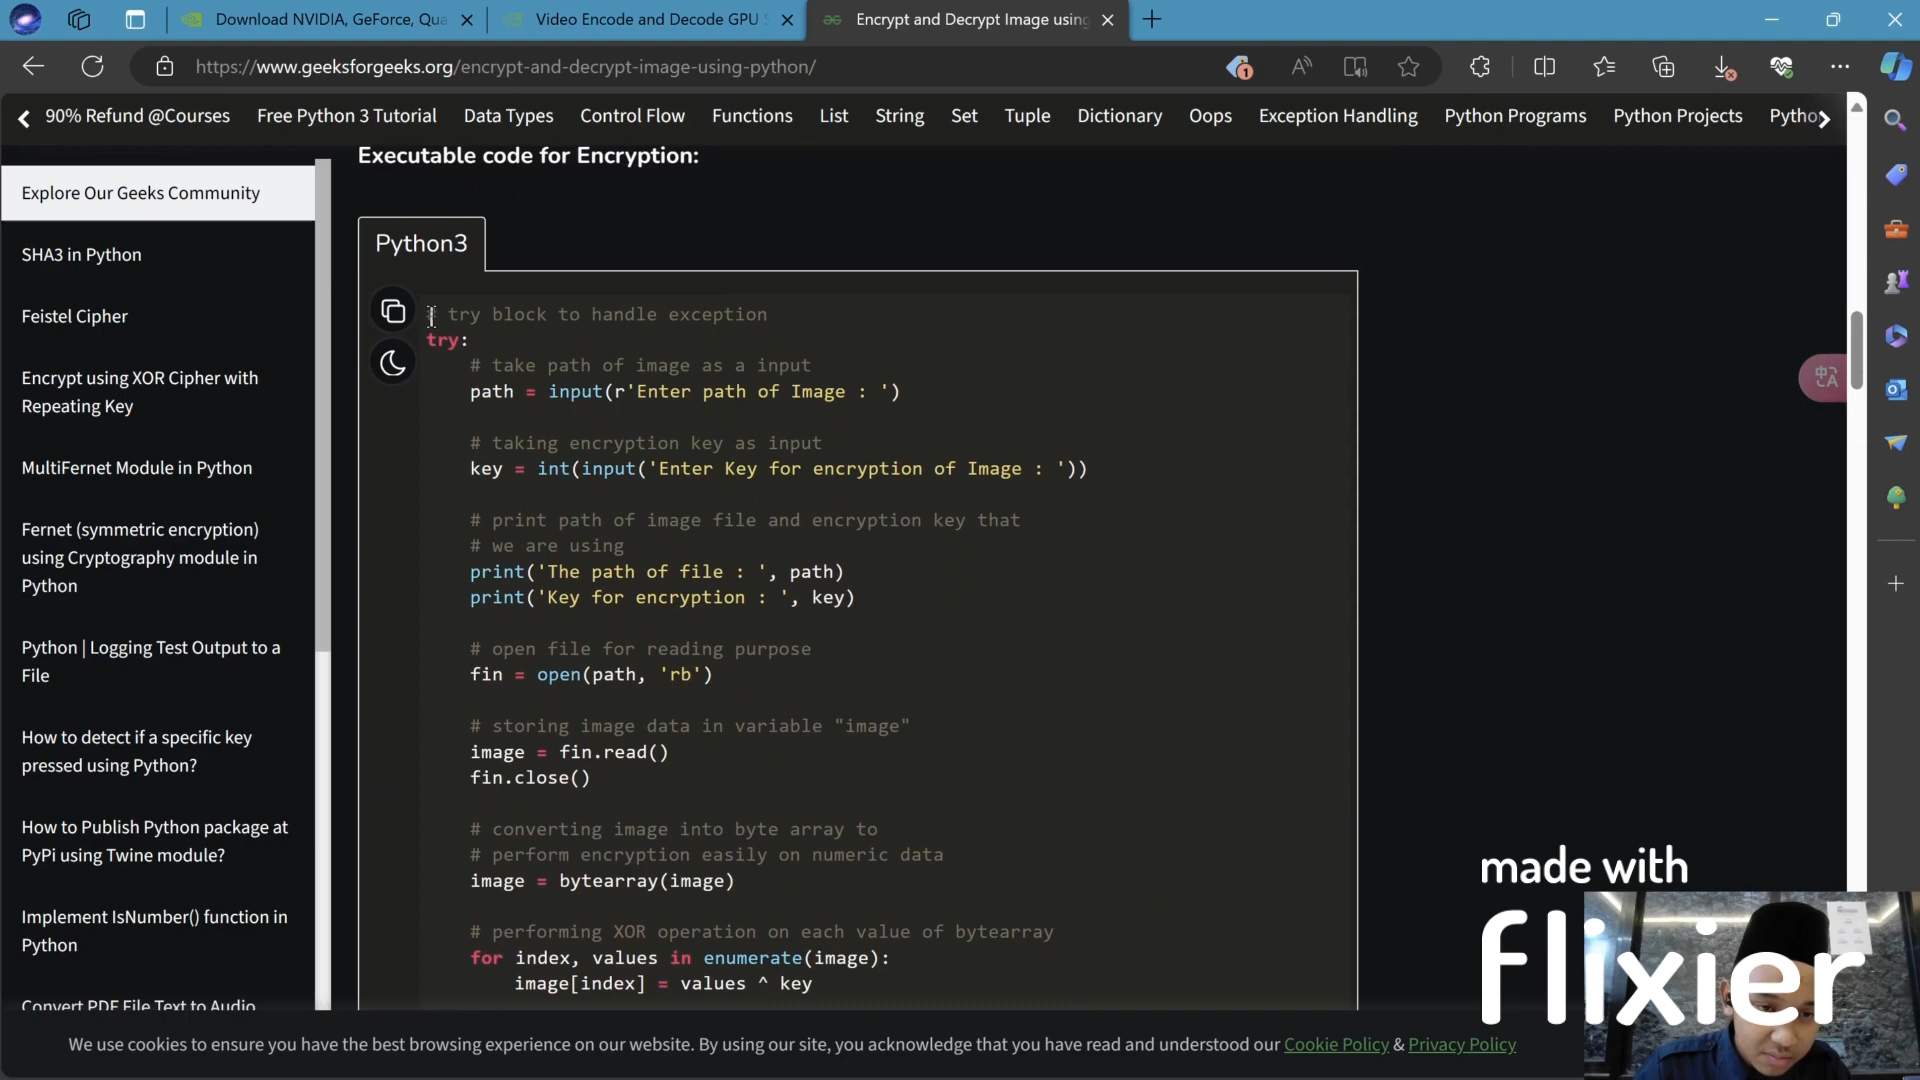 Download NVIDIA, GeForce, Qua
Video Encode and Decode GPU S
Encrypt and Decrypt Image using
https://www.geeksforgeeks.org/encrypt-and-decrypt-image-using-python/
1
90% Refund @Courses
Free Python 3 Tutorial
Data Types
Control Flow
Functions
List
String
Set
Tuple
Dictionary
Oops
Exception Handling
Python Programs
Python Projects
Pytho
Explore Our Geeks Community
SHA3 in Python
Feistel Cipher
Encrypt using XOR Cipher with
Repeating Key
MultiFernet Module in Python
Fernet (symmetric encryption)
using Cryptography module in
Python
Python | Logging Test Output to a
File
How to detect if a specific key
pressed using Python?
How to Publish Python package at
PyPi using Twine module?
Implement IsNumber() function in
Python
Convert PDF File Text to Audio
Executable code for Encryption:
Python3
# try block to handle exception
try:
# take path of image as a input
path = input(r'Enter path of Image : ')
# taking encryption key as input
key = int(input('Enter Key for encryption of Image : '))
# print path of image file and encryption key that
# we are using
print('The path of file : ', path)
print('Key for encryption : ', key)
# open file for reading purpose
fin = open(path, 'rb')
# storing image data in variable "image"
image = fin.read()
fin.close()
# converting image into byte array to
# perform encryption easily on numeric data
image = bytearray(image)
# performing XOR operation on each value of bytearray
for index, values in enumerate(image):
image[index] = values ^ key
made with
flixier
We use cookies to ensure you have the best browsing experience on our website. By using our site, you acknowledge that you have read and understood our Cookie Policy & Privacy Policy